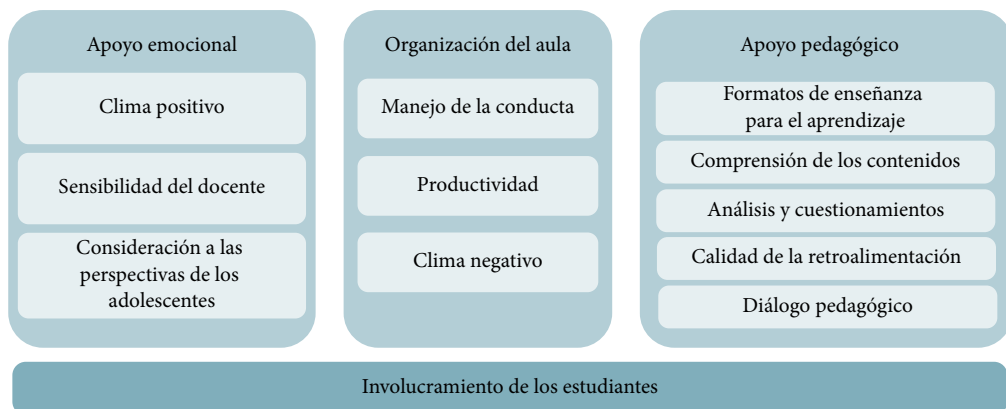 Apoyo emocional
Clima positivo
Sensibilidad del docente
Consideración a las
perspectivas de los
adolescentes
Organización del aula
Manejo de la conducta
Productividad
Clima negativo
Apoyo pedagógico
Formatos de enseñanza
para el aprendizaje
Comprensión de los contenidos
Análisis y cuestionamientos
Calidad de la retroalimentación
Diálogo pedagógico
Involucramiento de los estudiantes